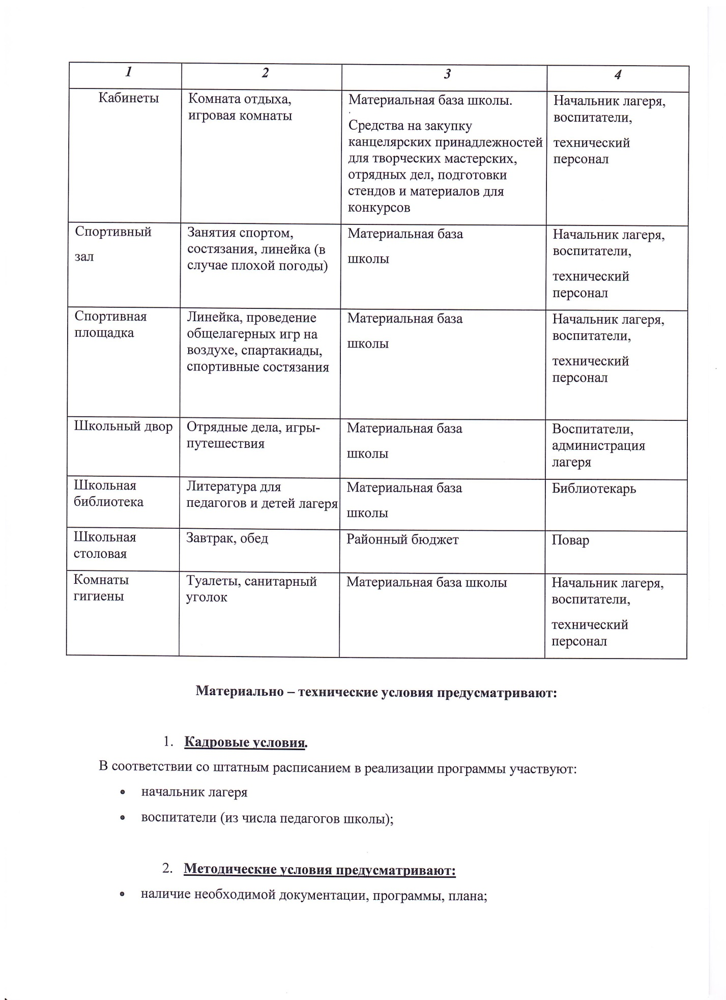 1
2
3
4
Кабинеты
Комната отдыха,
игровая комнаты
Материальная база школы.
Средства на закупку
канцелярских принадлежностей
для творческих мастерских,
отрядных дел, подготовки
стендов и материалов для
конкурсов
Начальник лагеря,
воспитатели,
технический
персонал
Спортивный
зал
Занятия спортом,
состязания, линейка (в
случае плохой погоды)
Материальная база
школы
Начальник лагеря,
воспитатели,
технический
персонал
Спортивная
площадка
Линейка, проведение
общелагерных игр на
воздухе, спартакиады,
спортивные состязания
Материальная база
школы
Начальник лагеря,
воспитатели,
технический
персонал
Школьный двор
Отрядные дела, игры-
путешествия
Материальная база
школы
Воспитатели,
администрация
лагеря
Школьная
библиотека
Литература для
педагогов и детей лагеря
Материальная база
школы
Библиотекарь
Школьная
столовая
Завтрак, обед
Районный бюджет
Повар
Комнаты
гигиены
Туалеты, санитарный
уголок
Материальная база школы
Начальник лагеря,
воспитатели,
технический
персонал
Материально – технические условия предусматривают:
1. Кадровые условия.
В соответствии со штатным расписанием в реализации программы участвуют:
• начальник лагеря
• воспитатели (из числа педагогов школы);
2. Методические условия предусматривают:
• наличие необходимой документации, программы, плана;